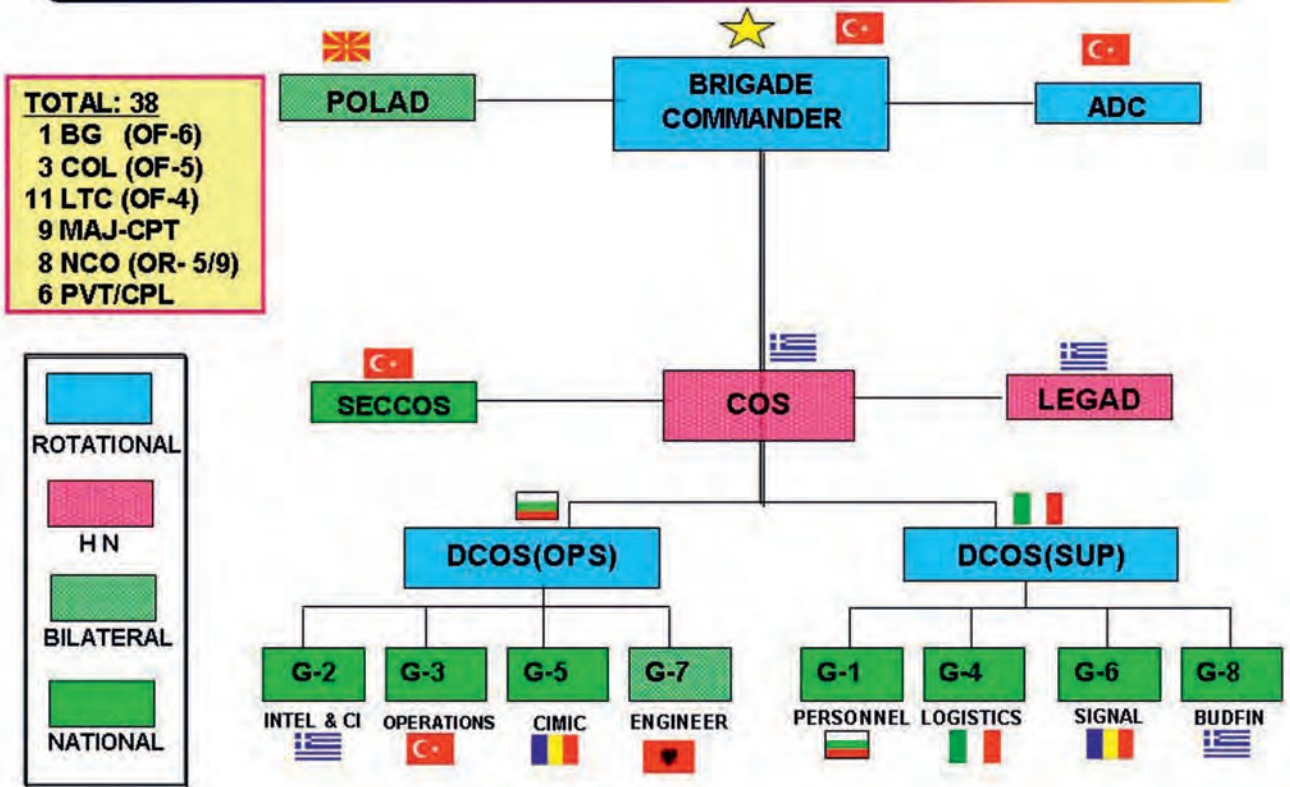 POLAD
BRIGADE
COMMANDER
ADC
TOTAL: 38
1 BG (OF-6)
3 COL (OF-5)
11 LTC (OF-4)
9 MAJ-CPT
8 NCO (OR- 5/9)
6 PVT/CPL
ROTATIONAL
HN
BILATERAL
NATIONAL
SECCOS
COS
LEGAD
DCOS(OPS)
DCOS(SUP)
G-2
G-3
G-5
G-7
G-1
G-4
G-6
G-8
INTEL & CI
OPERATIONS
CIMIC
ENGINEER
PERSONNEL
LOGISTICS
SIGNAL
BUDFIN